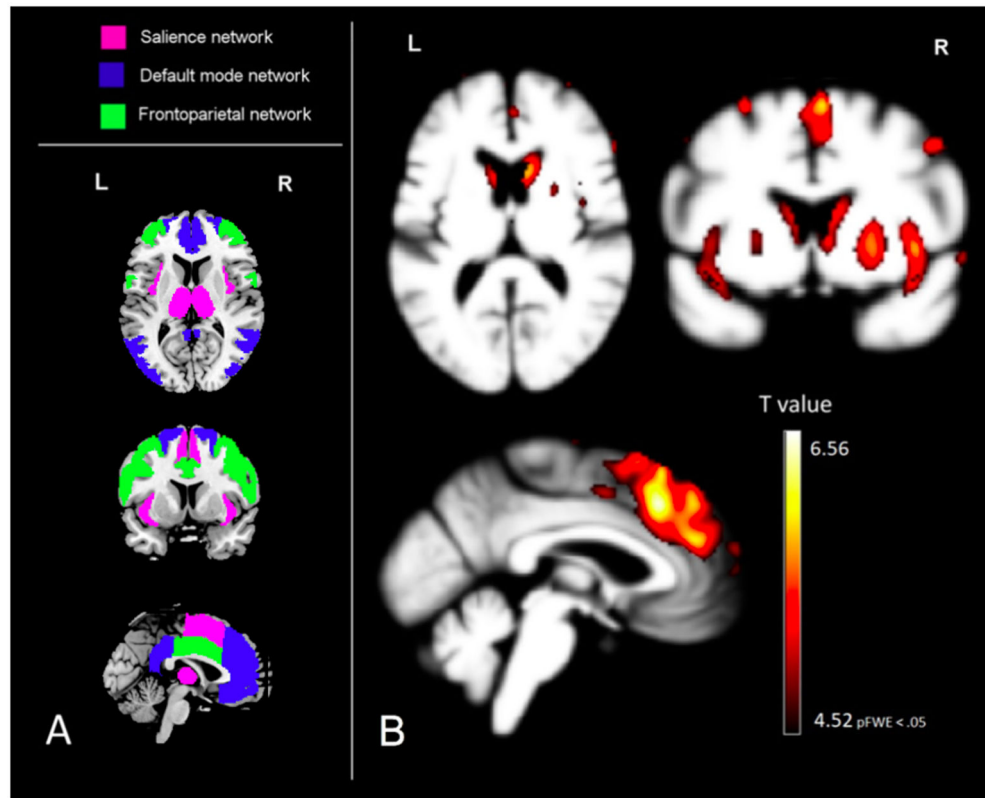 Salience network
Default mode network
Frontoparietal network
L R
L R
T value
6.56
4.52 pFWE < .05
A
B